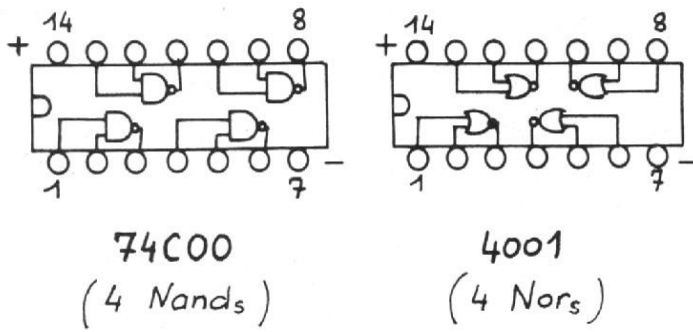 14 8 14 8
+ +
1 7 − 1 7 −
74C00 4001
(4 Nands) (4 Nors)